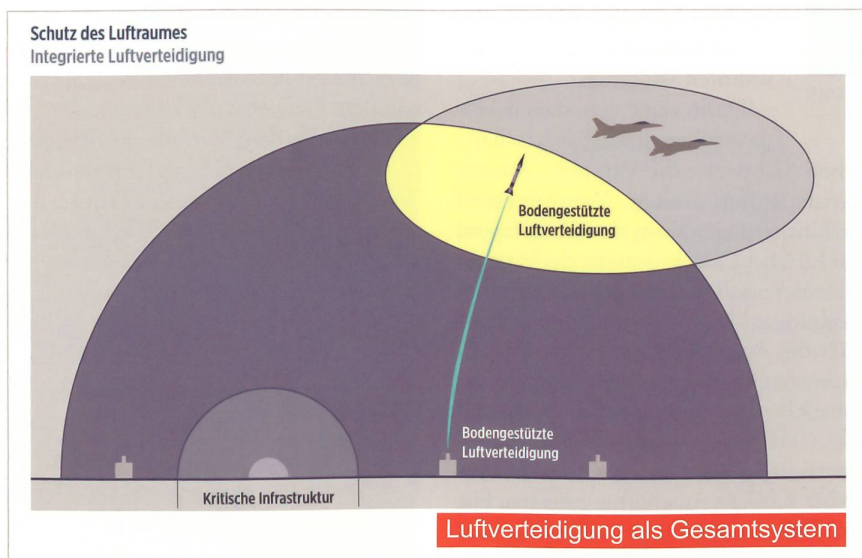 Schutz des Luftraumes
Integrierte Luftverteidigung
Bodengestützte
Luftverteidigung
Bodengestützte
Luftverteidigung
Kritische Infrastruktur
Luftverteidigung als Gesamtsystem